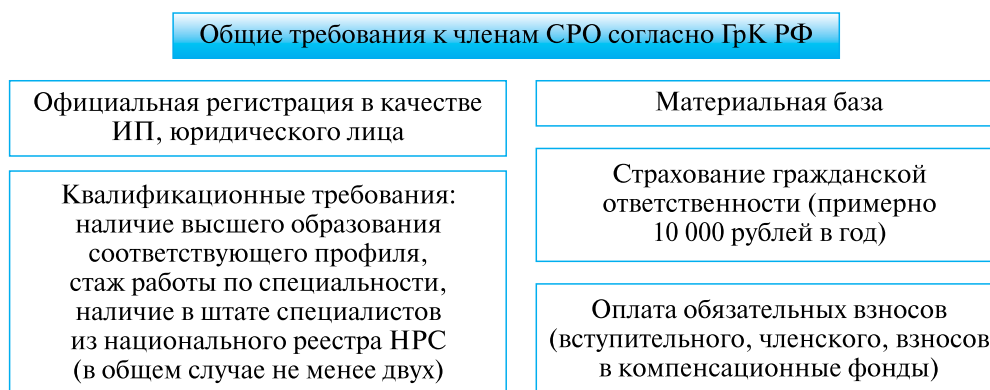 Общие требования к членам СРО согласно ГрК РФ
Официальная регистрация в качестве
ИП, юридического лица
Квалификационные требования:
наличие высшего образования
соответствующего профиля,
стаж работы по специальности,
наличие в штате специалистов
из национального реестра НРС
(в общем случае не менее двух)
Материальная база
Страхование гражданской
ответственности (примерно
10 000 рублей в год)
Оплата обязательных взносов
(вступительного, членского, взносов
в компенсационные фонды)